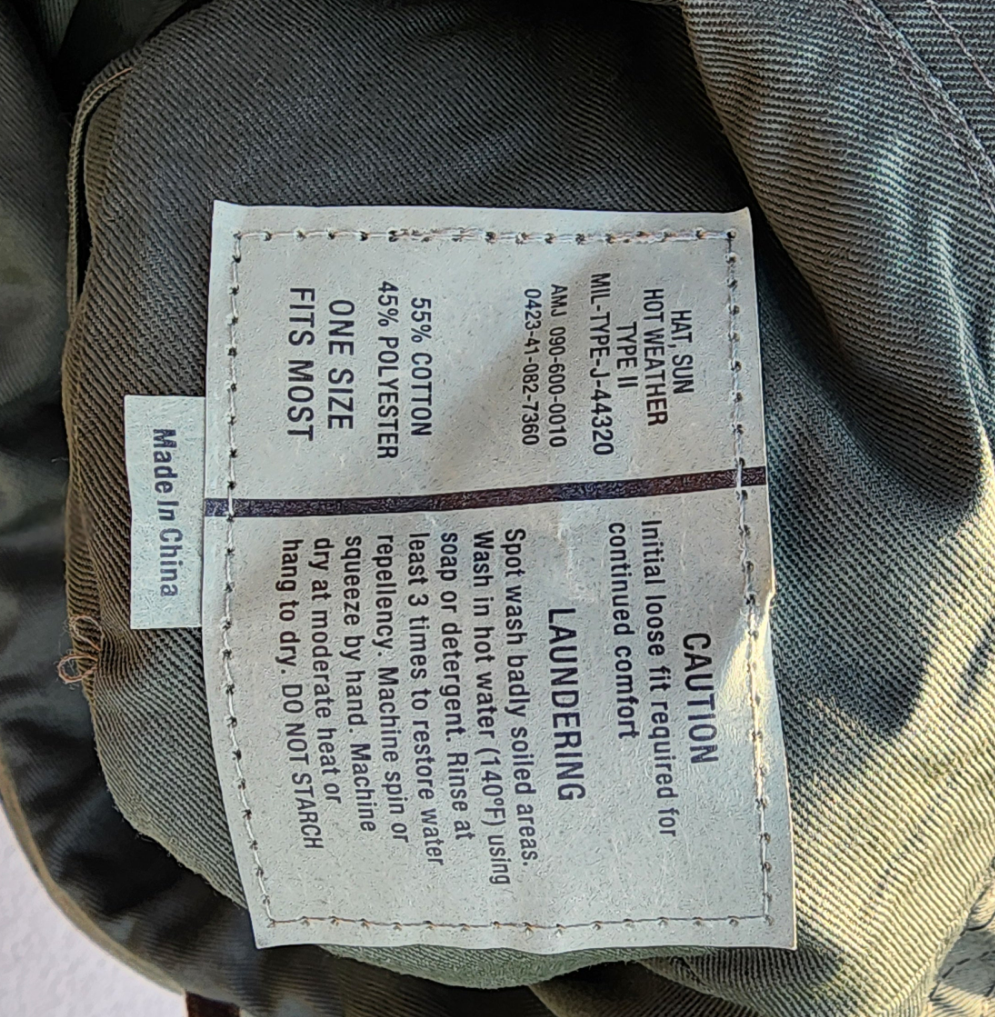 HAT, SUN
HOT WEATHER
TYPE II
MIL-TYPE-J-44320
AMJ 090-600-0010
0423-41-082-7360
55% COTTON
45% POLYESTER
ONE SIZE
FITS MOST
CAUTION
Initial loose fit required for
continued comfort
LAUNDERING
Spot wash badly soiled areas.
Wash in hot water (140ºF) using
soap or detergent. Rinse at
least 3 times to restore water
repellency. Machine spin or
squeeze by hand. Machine
dry at moderate heat or
hang to dry. DO NOT STARCH
Made In China